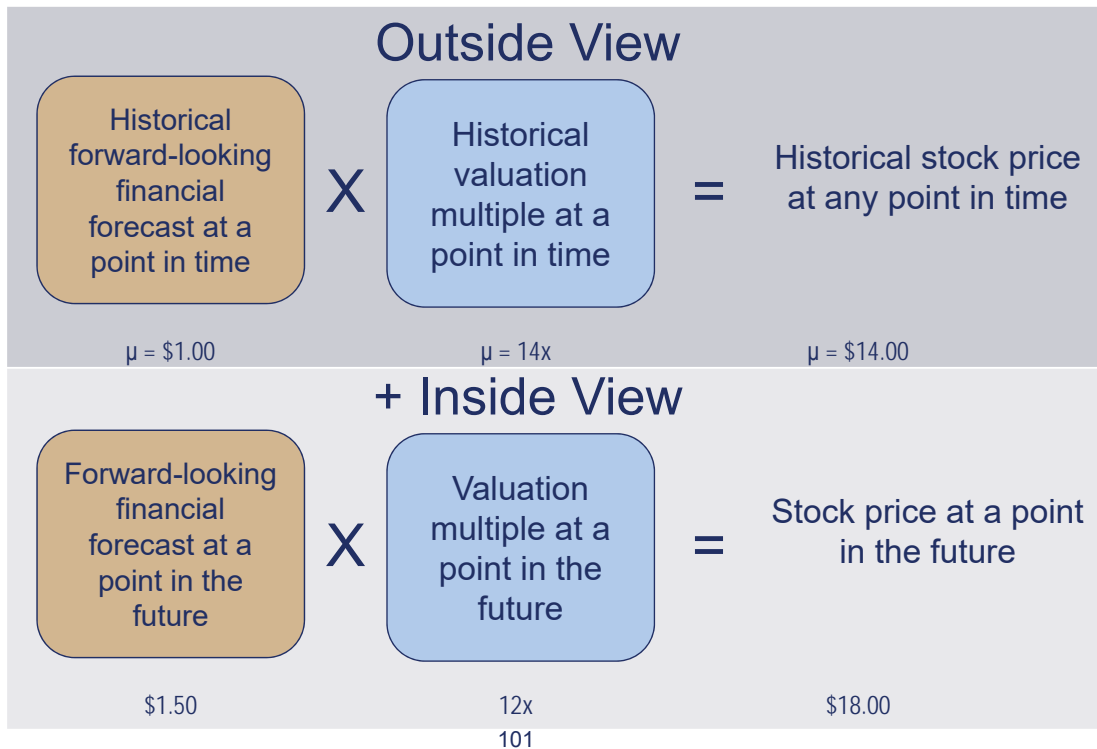 Outside View
Historical
forward-looking
financial
forecast at a
point in time
X
Historical
valuation
multiple at a
point in time
=
Historical stock price
at any point in time
µ = $1.00
µ = 14x
µ = $14.00
+ Inside View
Forward-looking
financial
forecast at a
point in the
future
X
Valuation
multiple at a
point in the
future
=
Stock price at a point
in the future
$1.50
12x
$18.00
101